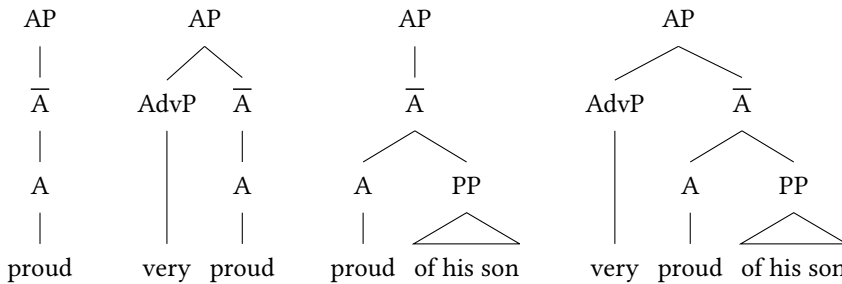 AP AP AP AP
A̅ AdvP A̅ A̅ AdvP A̅
A A A PP A PP
proud very proud proud of his son very proud of his son